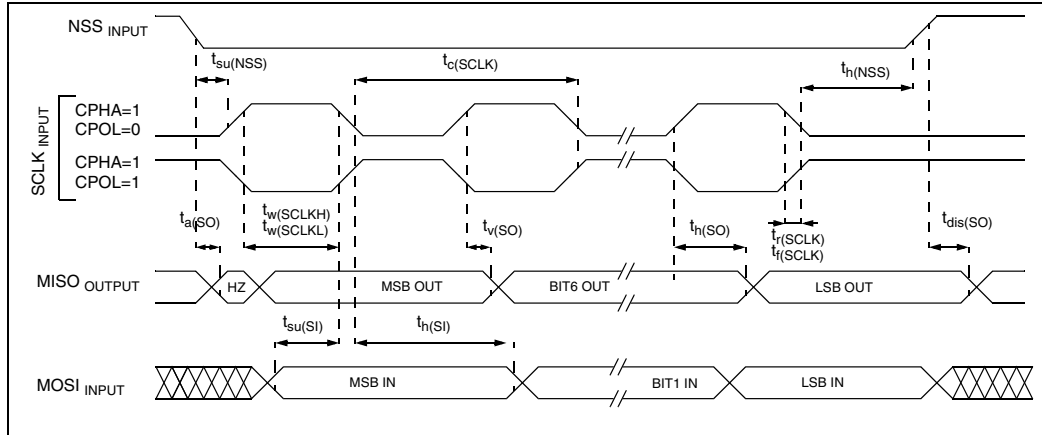 NSS INPUT
tsu(NSS)
tc(SCLK)
th(NSS)
SCLK INPUT
CPHA=1
CPOL=0
CPHA=1
CPOL=1
ta(SO)
tw(SCLKH)
tw(SCLKL)
tv(SO)
th(SO)
tr(SCLK)
tf(SCLK)
tdis(SO)
MISO OUTPUT
HZ
MSB OUT
BIT6 OUT
LSB OUT
tsu(SI)
th(SI)
MOSI INPUT
MSB IN
BIT1 IN
LSB IN